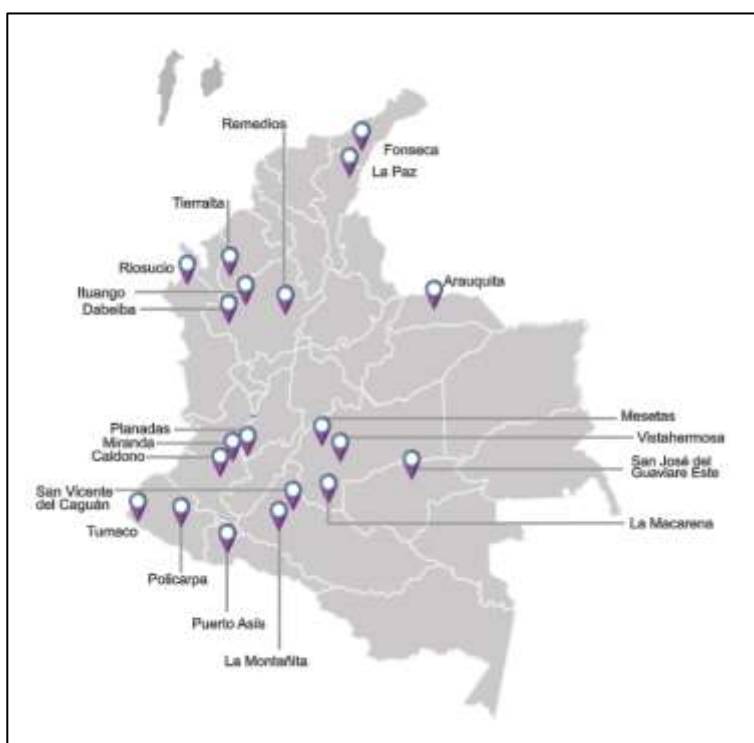 Remedios
Fonseca
La Paz
Tierralta
Riosucio
Arauquita
Ituango
Dabeiba
Planadas
Miranda
Caldono
Mesetas
Vistahermosa
San José del
Guaviare Este
San Vicente
del Caguán
La Macarena
Tumaco
Policarpa
Puerto Asís
La Montañita